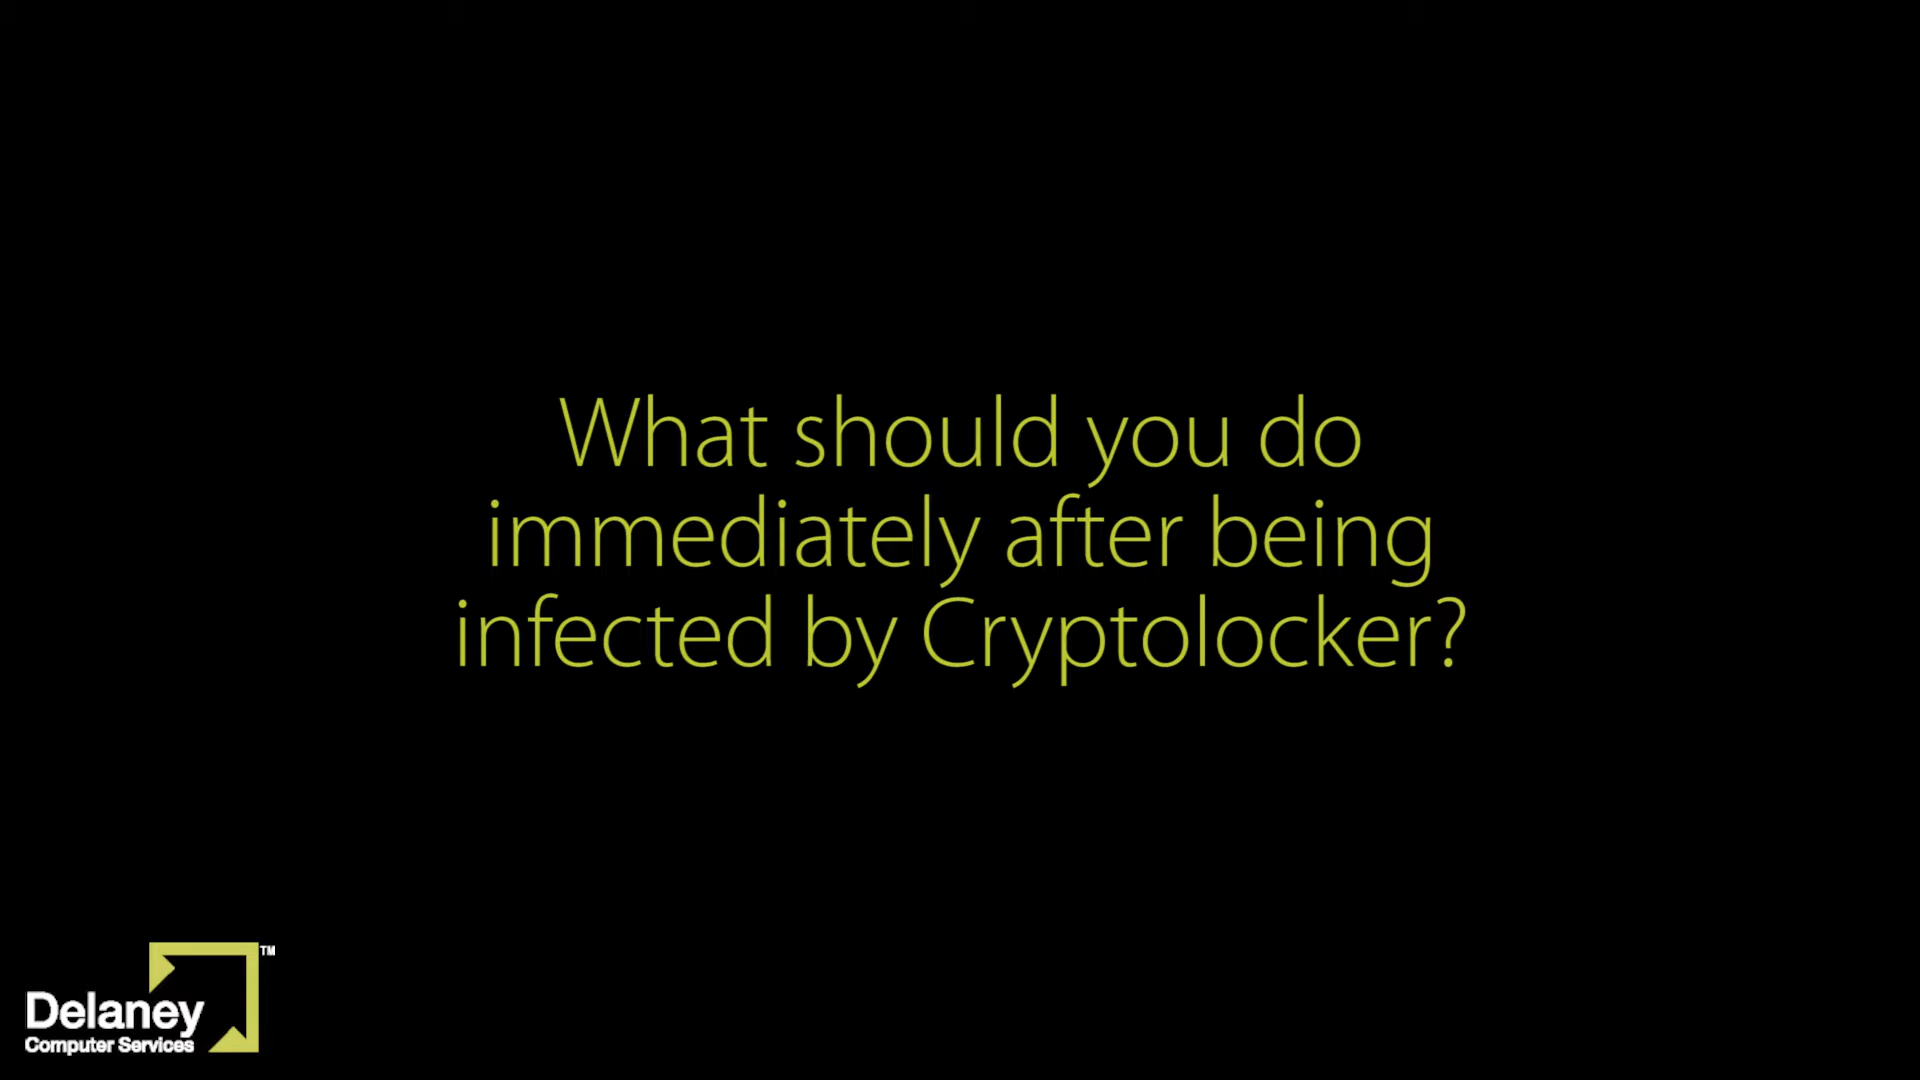 What should you do
immediately after being
infected by Cryptolocker?
TM
Delaney
Computer Services